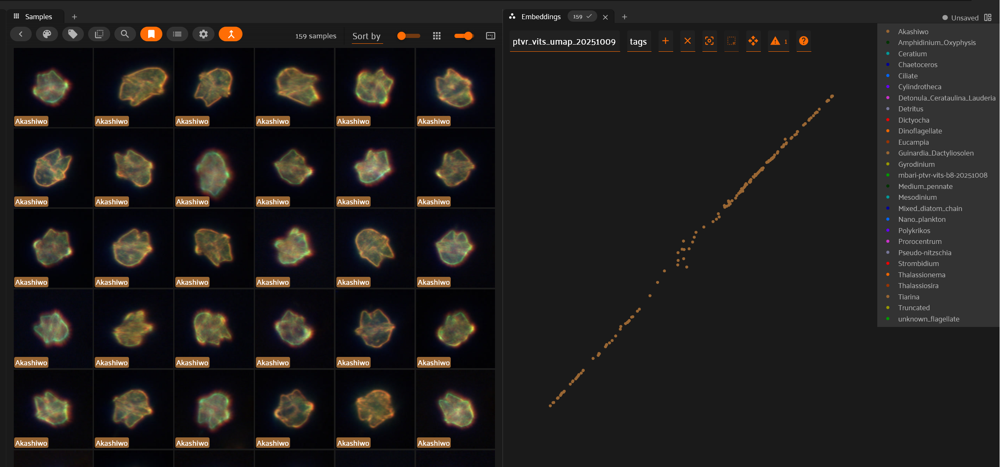 Samples
Embeddings 159
Unsaved
159 samples
Sort by
ptvr_vits_umap_20251009
tags
1
Akashiwo Akashiwo Akashiwo Akashiwo Akashiwo Akashiwo
Akashiwo Akashiwo Akashiwo Akashiwo Akashiwo Akashiwo
Akashiwo Akashiwo Akashiwo Akashiwo Akashiwo Akashiwo
Akashiwo Akashiwo Akashiwo Akashiwo Akashiwo Akashiwo
Akashiwo Akashiwo Akashiwo Akashiwo Akashiwo Akashiwo
Akashiwo
Amphidinium_Oxyphysis
Ceratium
Chaetoceros
Ciliate
Cylindrotheca
Detonula_Cerataulina_Lauderia
Detritus
Dictyocha
Dinoflagellate
Eucampia
Guinardia_Dactyliosolen
Gyrodinium
mbari-ptvr-vits-b8-20251008
Medium_pennate
Mesodinium
Mixed_diatom_chain
Nano_plankton
Polykrikos
Prorocentrum
Pseudo-nitzschia
Strombidium
Thalassionema
Thalassiosira
Tiarina
Truncated
unknown_flagellate